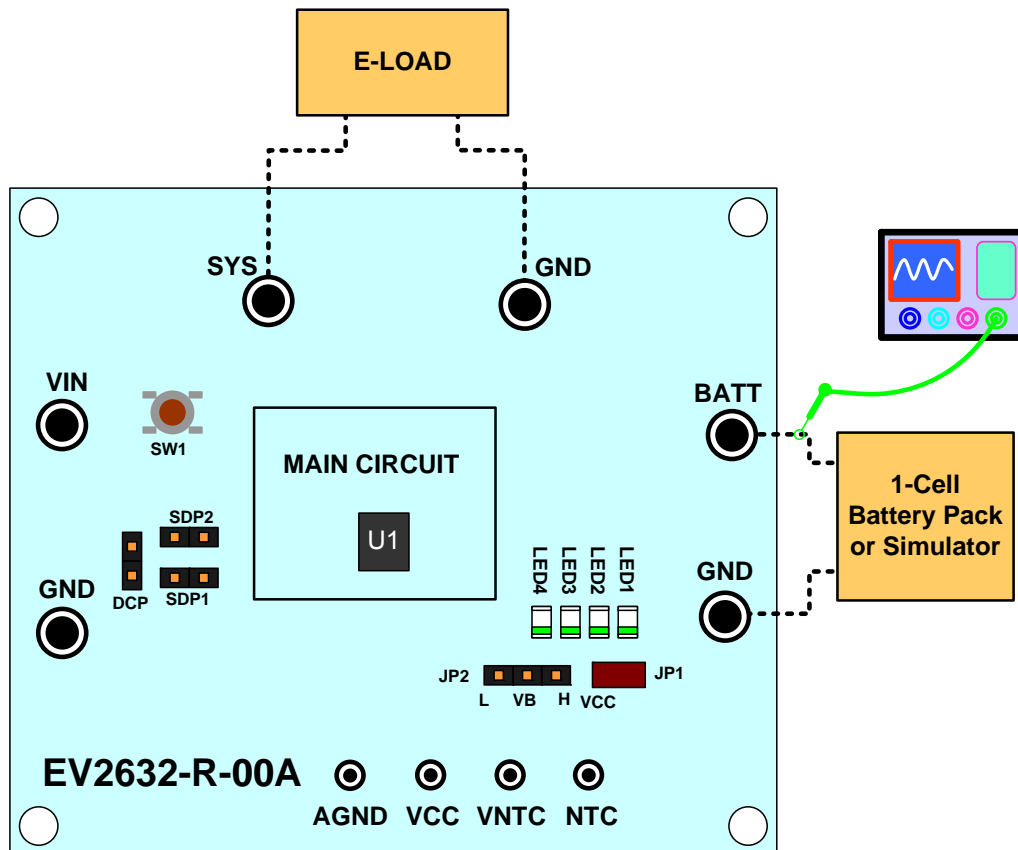 E-LOAD
SYS
GND
VIN
BATT
SW1
MAIN CIRCUIT
1-Cell
Battery Pack
or Simulator
SDP2
U1
LED4
LED3
LED2
LED1
GND
GND
DCP
SDP1
JP2
JP1
L
VB
H
VCC
EV2632-R-00A
AGND
VCC
VNTC
NTC